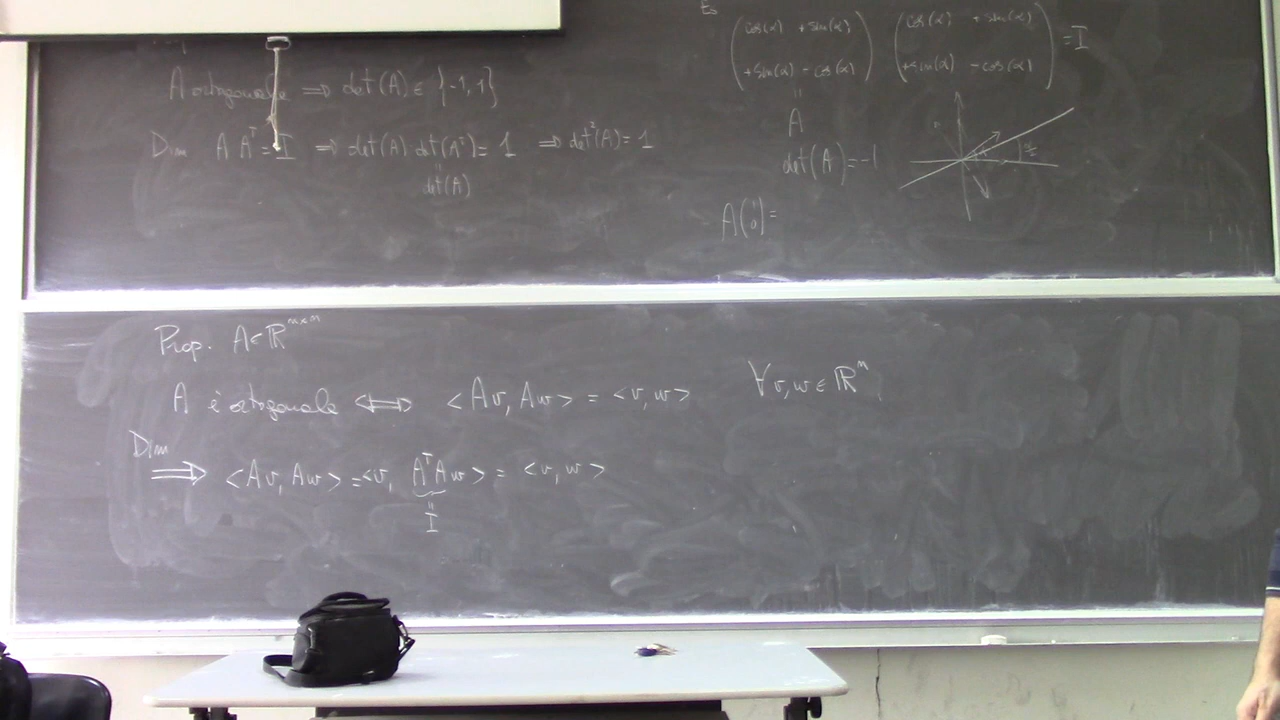 A ortogonale ⟹ det(A) ∈ {-1, 1}
Dim A Aᵀ = I ⟹ det(A) det(Aᵀ) = 1 ⟹ det²(A) = 1
=
det(A)
Es
(cos(α) +sin(α) (cos(α) +sin(α)
+sin(α) -cos(α)) +sin(α) -cos(α)) = I
=
A
det(A) = -1
A(1 0) =
Prop. A ∈ ℝⁿˣⁿ
A è ortogonale ⟺ <Av, Aw> = <v, w> ∀v, w ∈ ℝⁿ
Dim
⟹ <Av, Aw> = <v, AᵀAw> = <v, w>
=
I